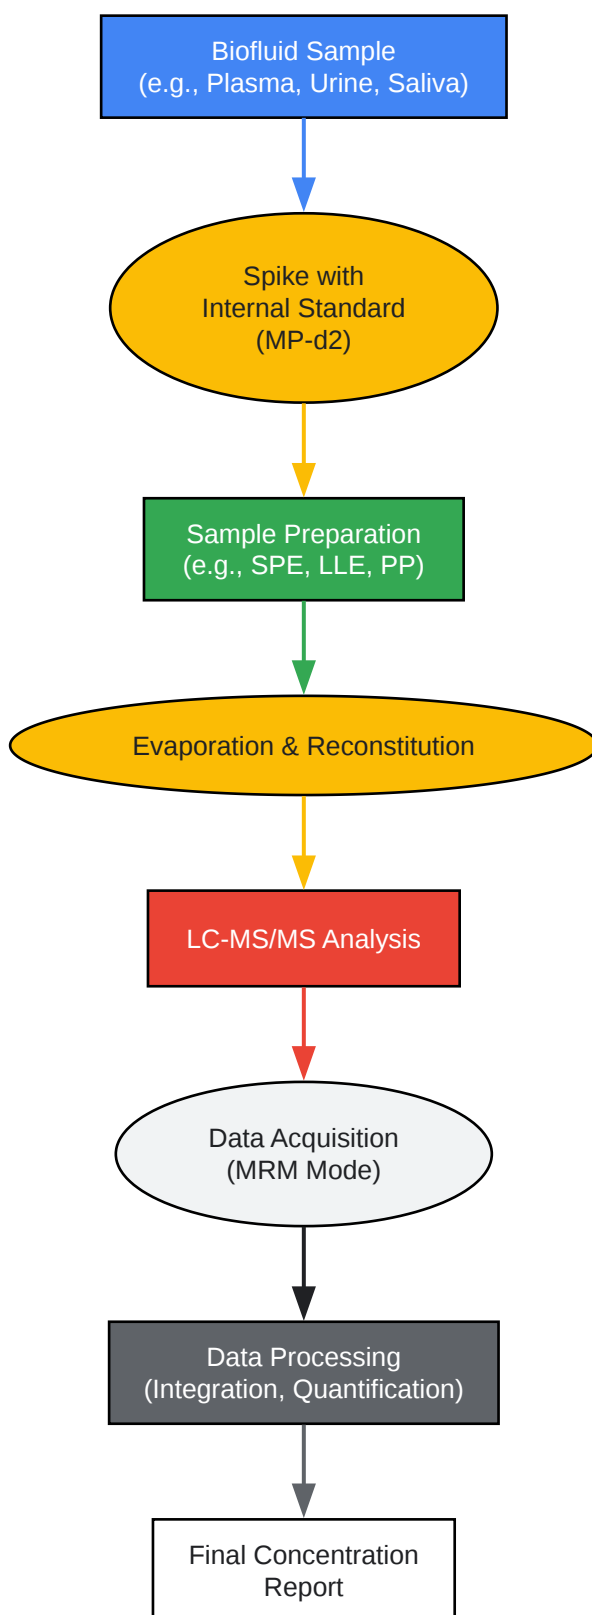 Biofluid Sample
(e.g., Plasma, Urine, Saliva)
Spike with
Internal Standard
(MP-d2)
Sample Preparation
(e.g., SPE, LLE, PP)
Evaporation & Reconstitution
LC-MS/MS Analysis
Data Acquisition
(MRM Mode)
Data Processing
(Integration, Quantification)
Final Concentration
Report